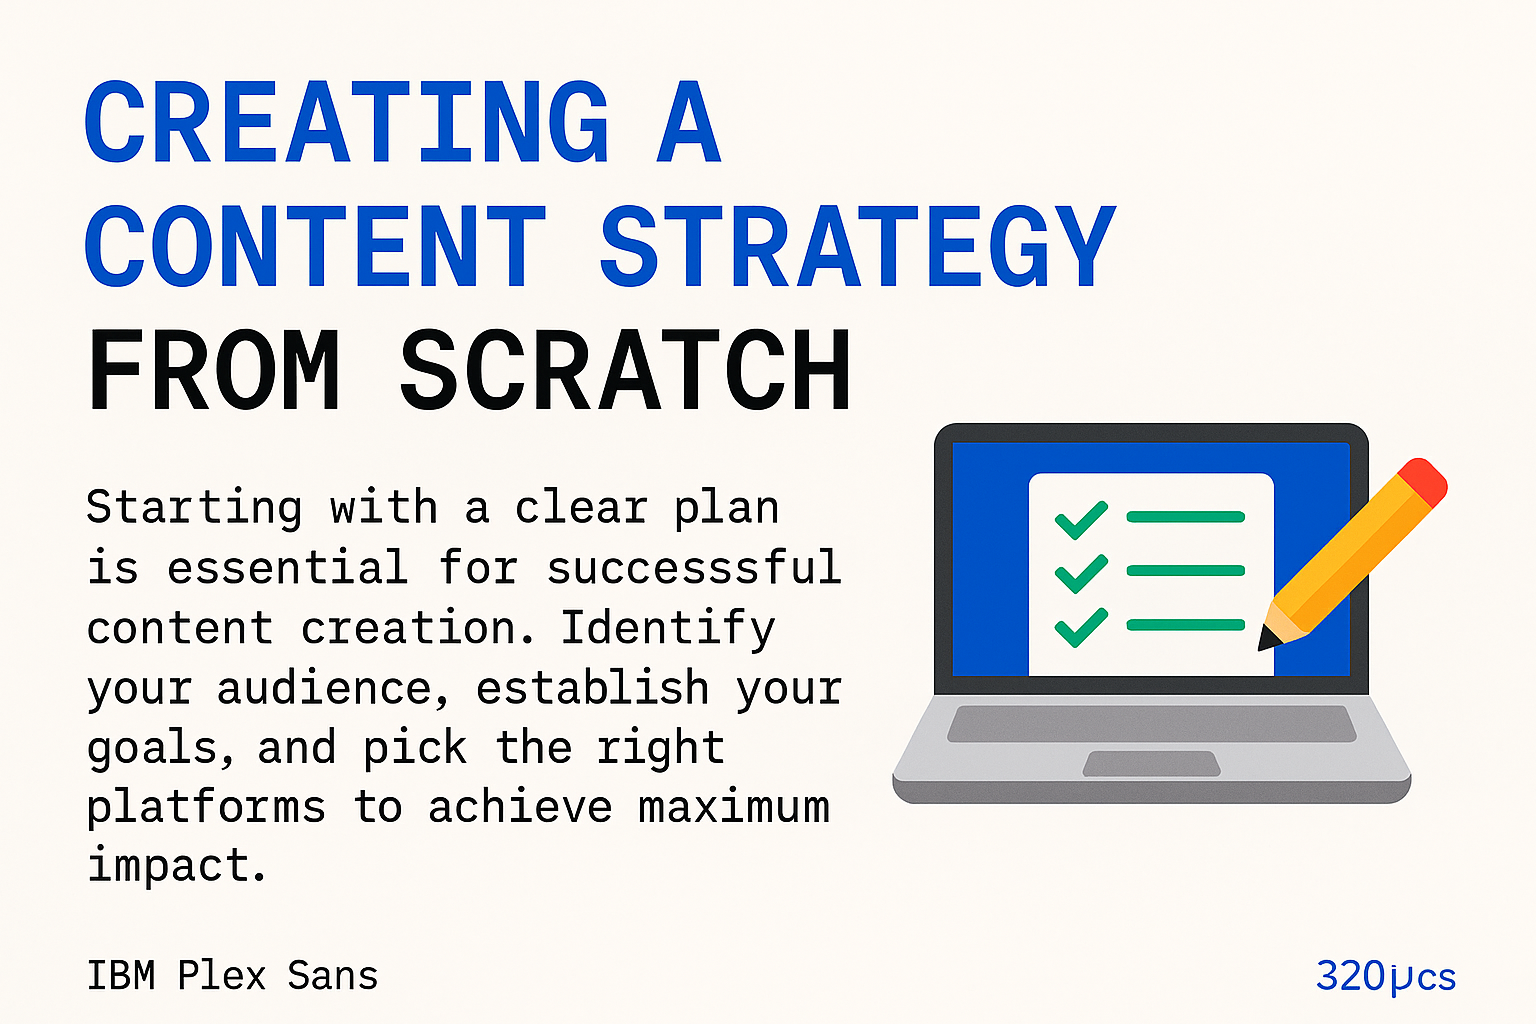 CREATING A
CONTENT STRATEGY
FROM SCRATCH
Starting with a clear plan
is essential for successsful
content creation. Identify
your audience, establish your
goals, and pick the right
platforms to achieve maximum
impact.
IBM Plex Sans